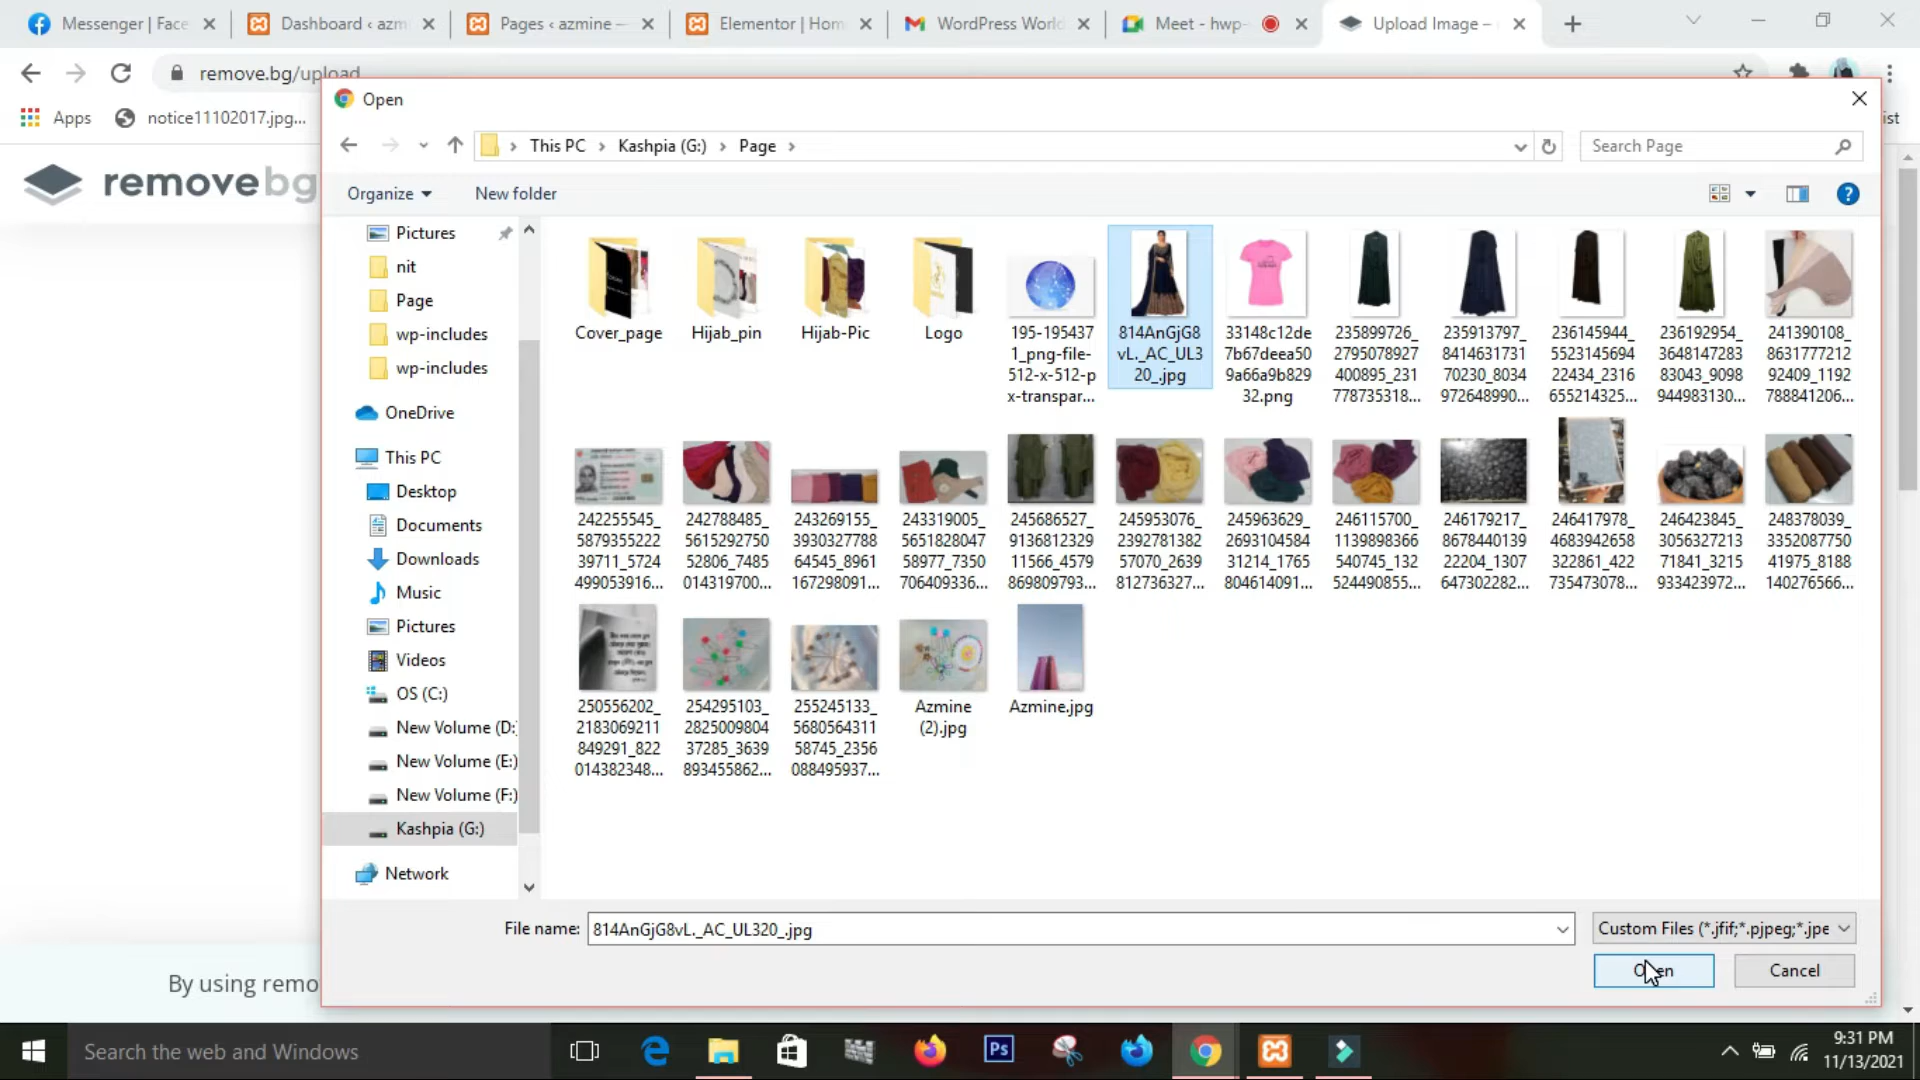 Messenger | Face
Dashboard ‹ azm
Pages ‹ azmine —
Elementor | Hom
WordPress World
Meet - hwp-
Upload Image –
remove.bg/upload
Apps
notice11102017.jpg...
ist
removebg
By using remo
Open
This PC
Kashpia (G:)
Page
Search Page
Organize
New folder
Pictures
nit
Page
wp-includes
wp-includes
OneDrive
This PC
Desktop
Documents
Downloads
Music
Pictures
Videos
OS (C:)
New Volume (D:
New Volume (E:)
New Volume (F:)
Kashpia (G:)
Network
Cover_page
Hijab_pin
Hijab-Pic
Logo
195-195437
1_png-file-
512-x-512-p
x-transpar...
814AnGjG8
vL._AC_UL3
20_.jpg
33148c12de
7b67deea50
9a66a9b829
32.png
235899726_
2795078927
400895_231
778735318...
235913797_
8414631731
70230_8034
972648990...
236145944_
5523145694
22434_2316
655214325...
236192954_
3648147283
83043_9098
944983130...
241390108_
8631777212
92409_1192
788841206...
242255545_
5879355222
39711_5724
499053916...
242788485_
5615292750
52806_7485
014319700...
243269155_
3930327788
64545_8961
167298091...
243319005_
5651828047
58977_7350
706409336...
245686527_
9136812329
11566_4579
869809793...
245953076_
2392781382
57070_2639
812736327...
245963629_
2693104584
31214_1765
804614091...
246115700_
1139898366
540745_132
524490855...
246179217_
8678440139
22204_1307
647302282...
246417978_
4683942658
322861_422
735473078...
246423845_
3056327213
71841_3215
933423972...
248378039_
3352087750
41975_8188
140276566...
250556202_
2183069211
849291_822
014382348...
254295103_
2825009804
37285_3639
893455862...
255245133_
5680564311
58745_2356
088495937...
Azmine
(2).jpg
Azmine.jpg
File name:
814AnGjG8vL._AC_UL320_.jpg
Custom Files (*.jfif;*.pjpeg;*.jpe
Open
Cancel
Search the web and Windows
Ps
9:31 PM
11/13/2021